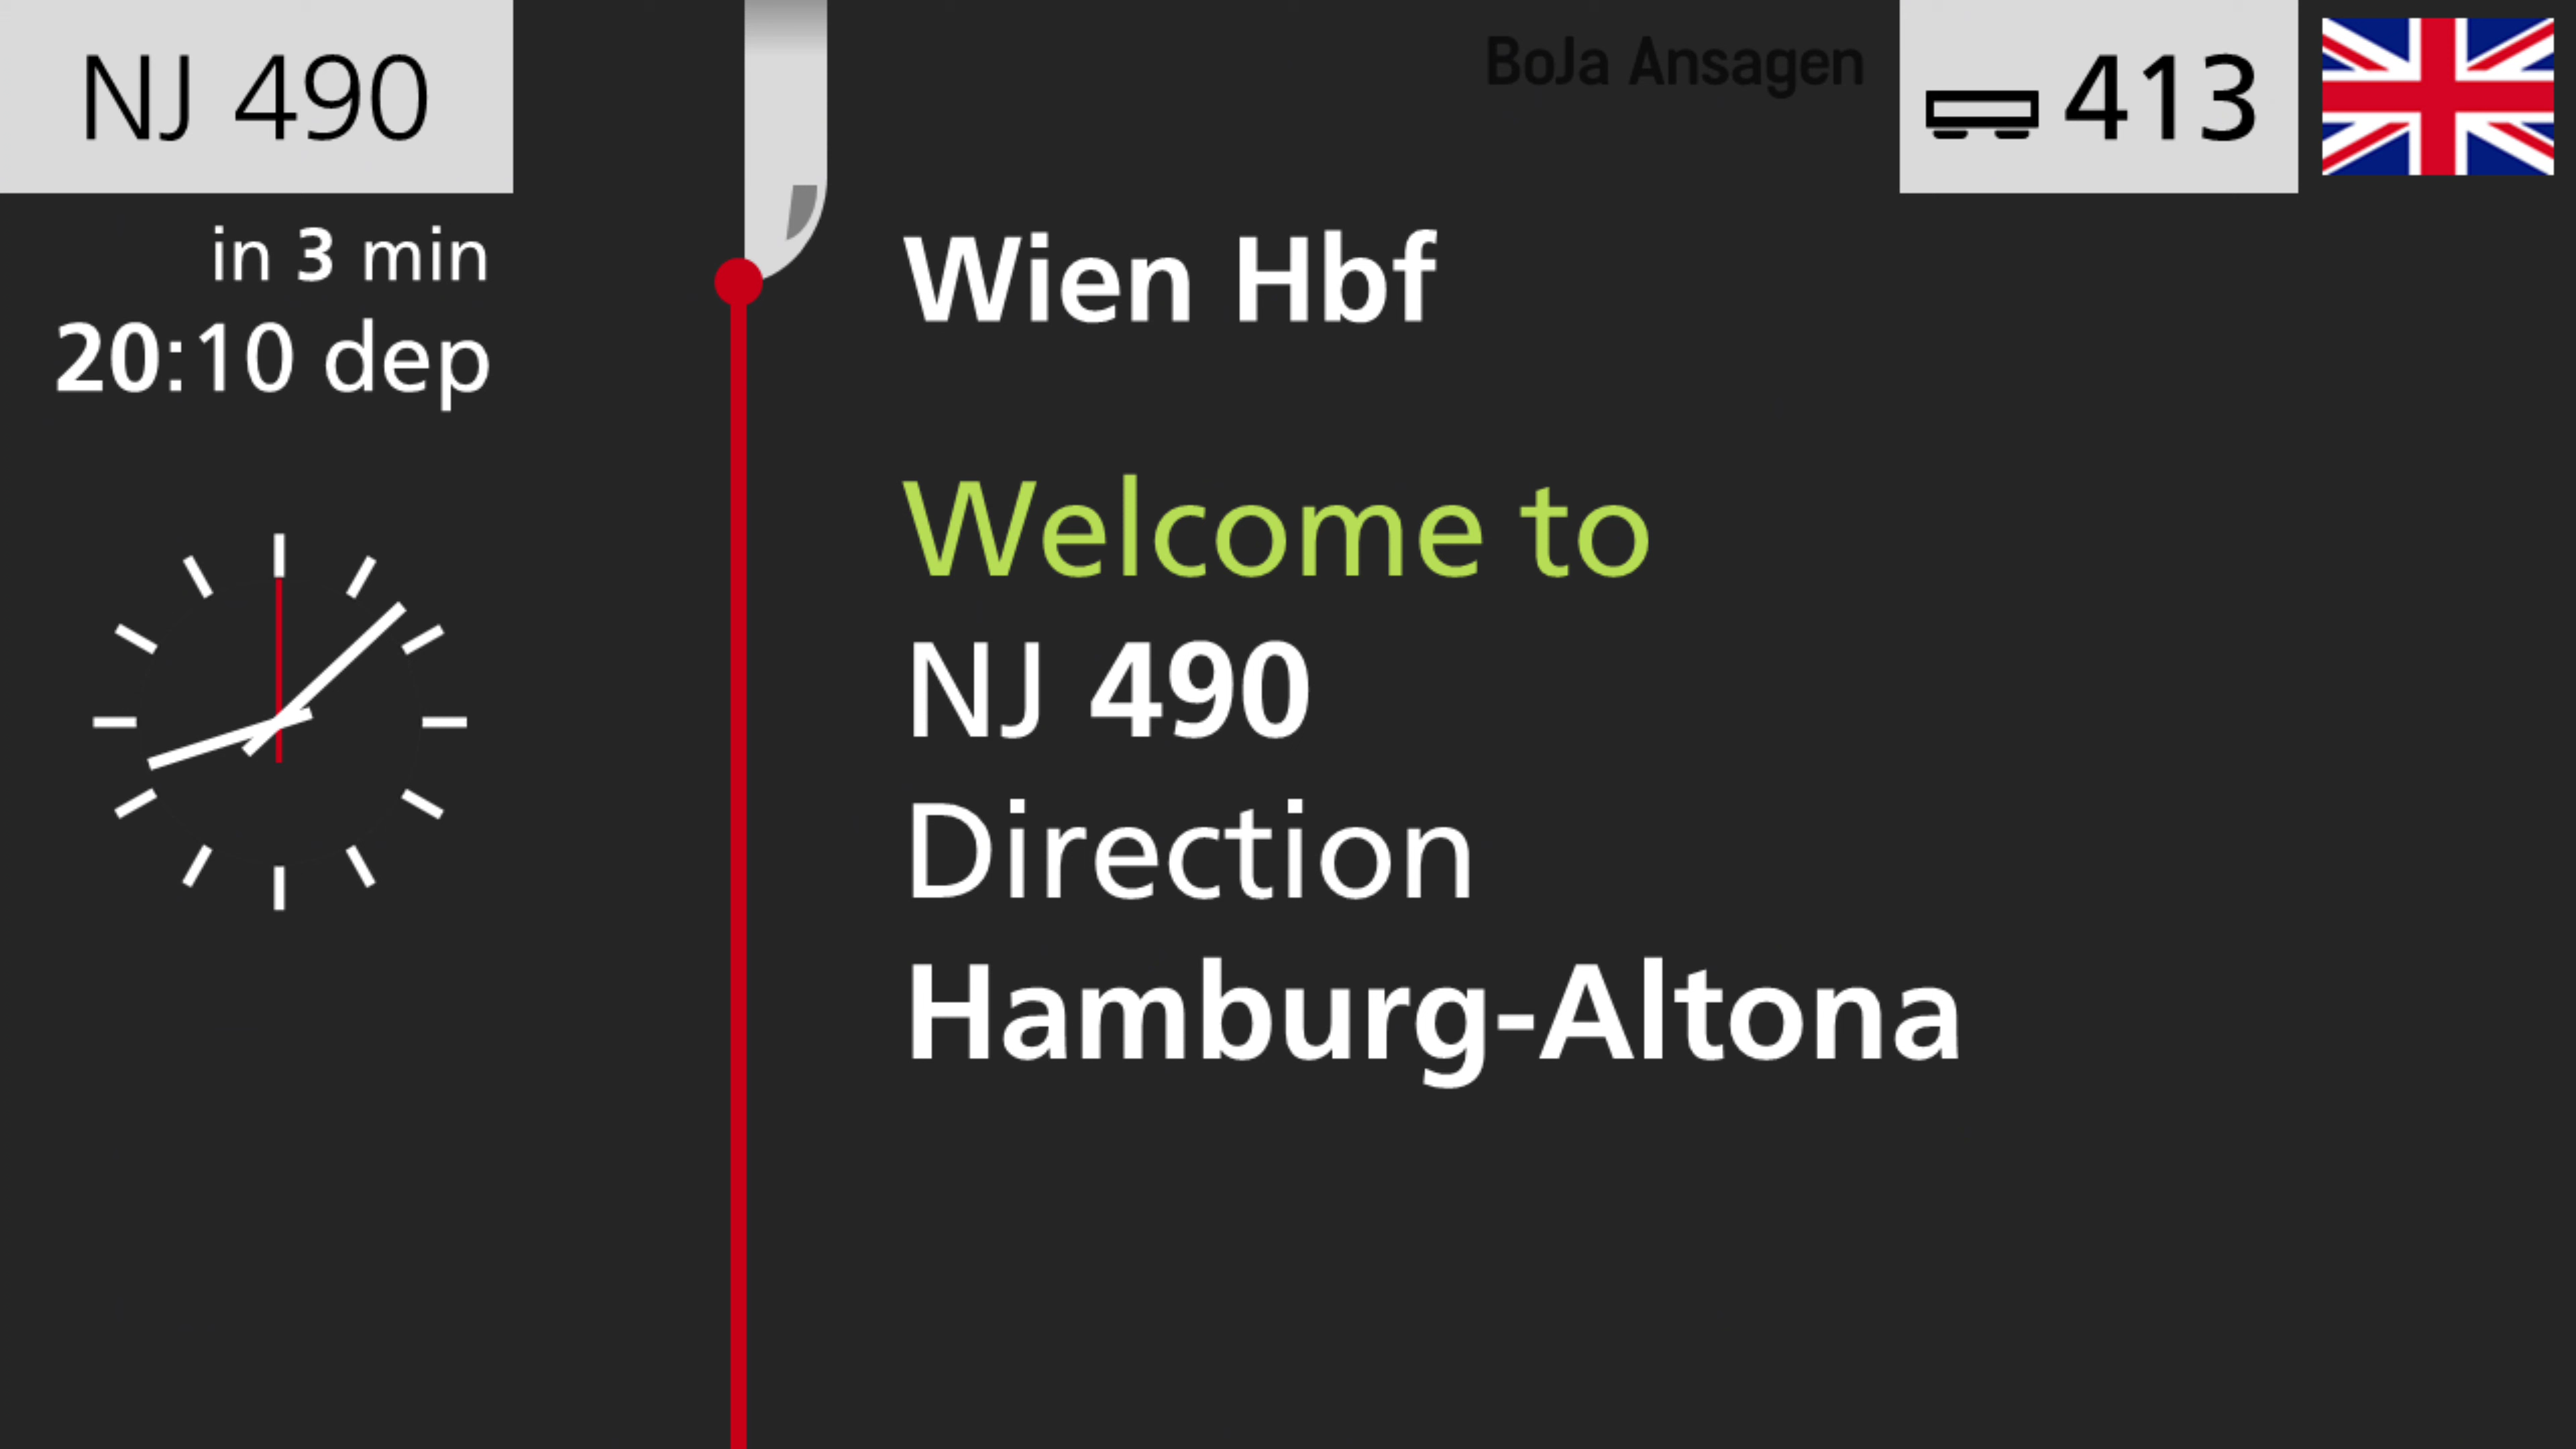 NJ 490
BoJa Ansagen
413
in 3 min
20:10 dep
Wien Hbf
Welcome to
NJ 490
Direction
Hamburg-Altona